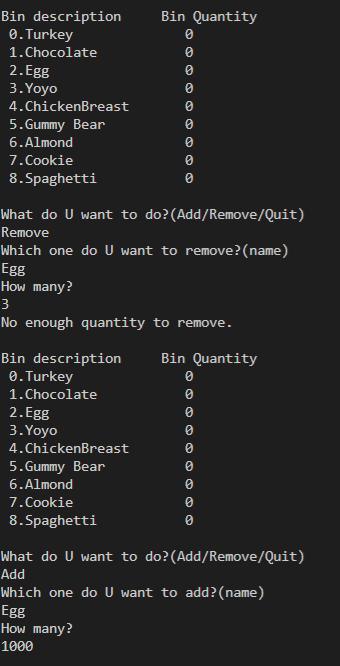 Bin description     Bin Quantity
 0.Turkey              0
 1.Chocolate           0
 2.Egg                 0
 3.Yoyo                0
 4.ChickenBreast       0
 5.Gummy Bear          0
 6.Almond              0
 7.Cookie              0
 8.Spaghetti           0
What do U want to do?(Add/Remove/Quit)
Remove
Which one do U want to remove?(name)
Egg
How many?
3
No enough quantity to remove.
Bin description     Bin Quantity
 0.Turkey              0
 1.Chocolate           0
 2.Egg                 0
 3.Yoyo                0
 4.ChickenBreast       0
 5.Gummy Bear          0
 6.Almond              0
 7.Cookie              0
 8.Spaghetti           0
What do U want to do?(Add/Remove/Quit)
Add
Which one do U want to add?(name)
Egg
How many?
1000